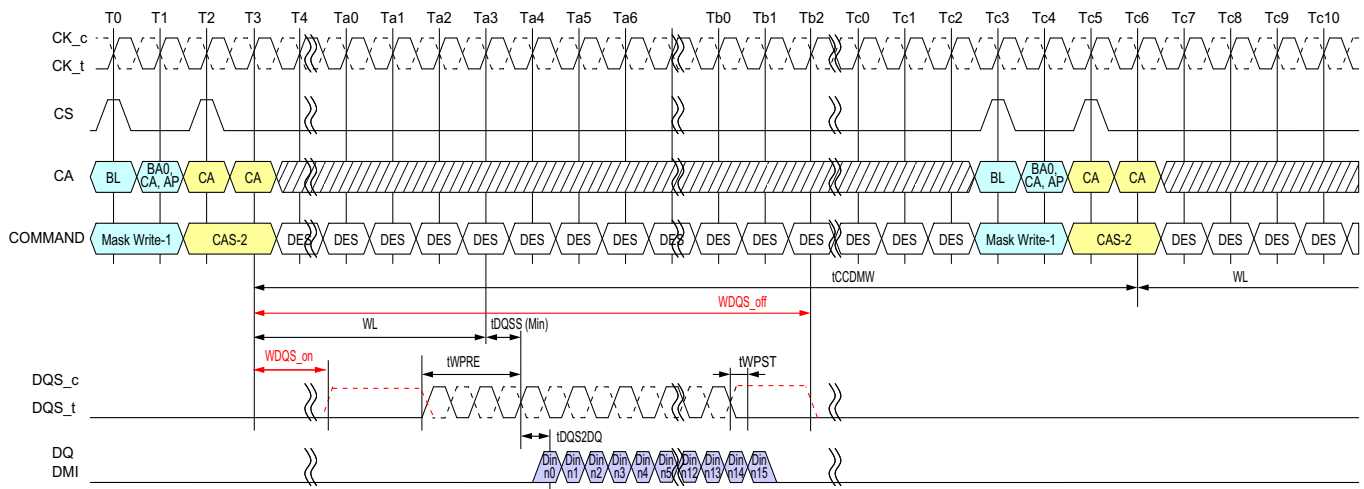 T0 T1 T2 T3 T4 Ta0 Ta1 Ta2 Ta3 Ta4 Ta5 Ta6 Tb0 Tb1 Tb2 Tc0 Tc1 Tc2 Tc3 Tc4 Tc5 Tc6 Tc7 Tc8 Tc9 Tc10
CK_c
CK_t
CS
CA BL BA0, CA, AP CA CA BL BA0, CA, AP CA CA
COMMAND Mask Write-1 CAS-2 DES DES DES DES DES DES DES DES DES DES DES DES DES DES DES Mask Write-1 CAS-2 DES DES DES DES
tCCDMW WL
WDQS_off
WL tDQSS (Min)
WDQS_on tWPRE tWPST
DQS_c
DQS_t
tDQS2DQ
DQ
DMI
Din Din Din Din Din Din Din Din Din Din
n0 n1 n2 n3 n4 n5 n12 n13 n14 n15